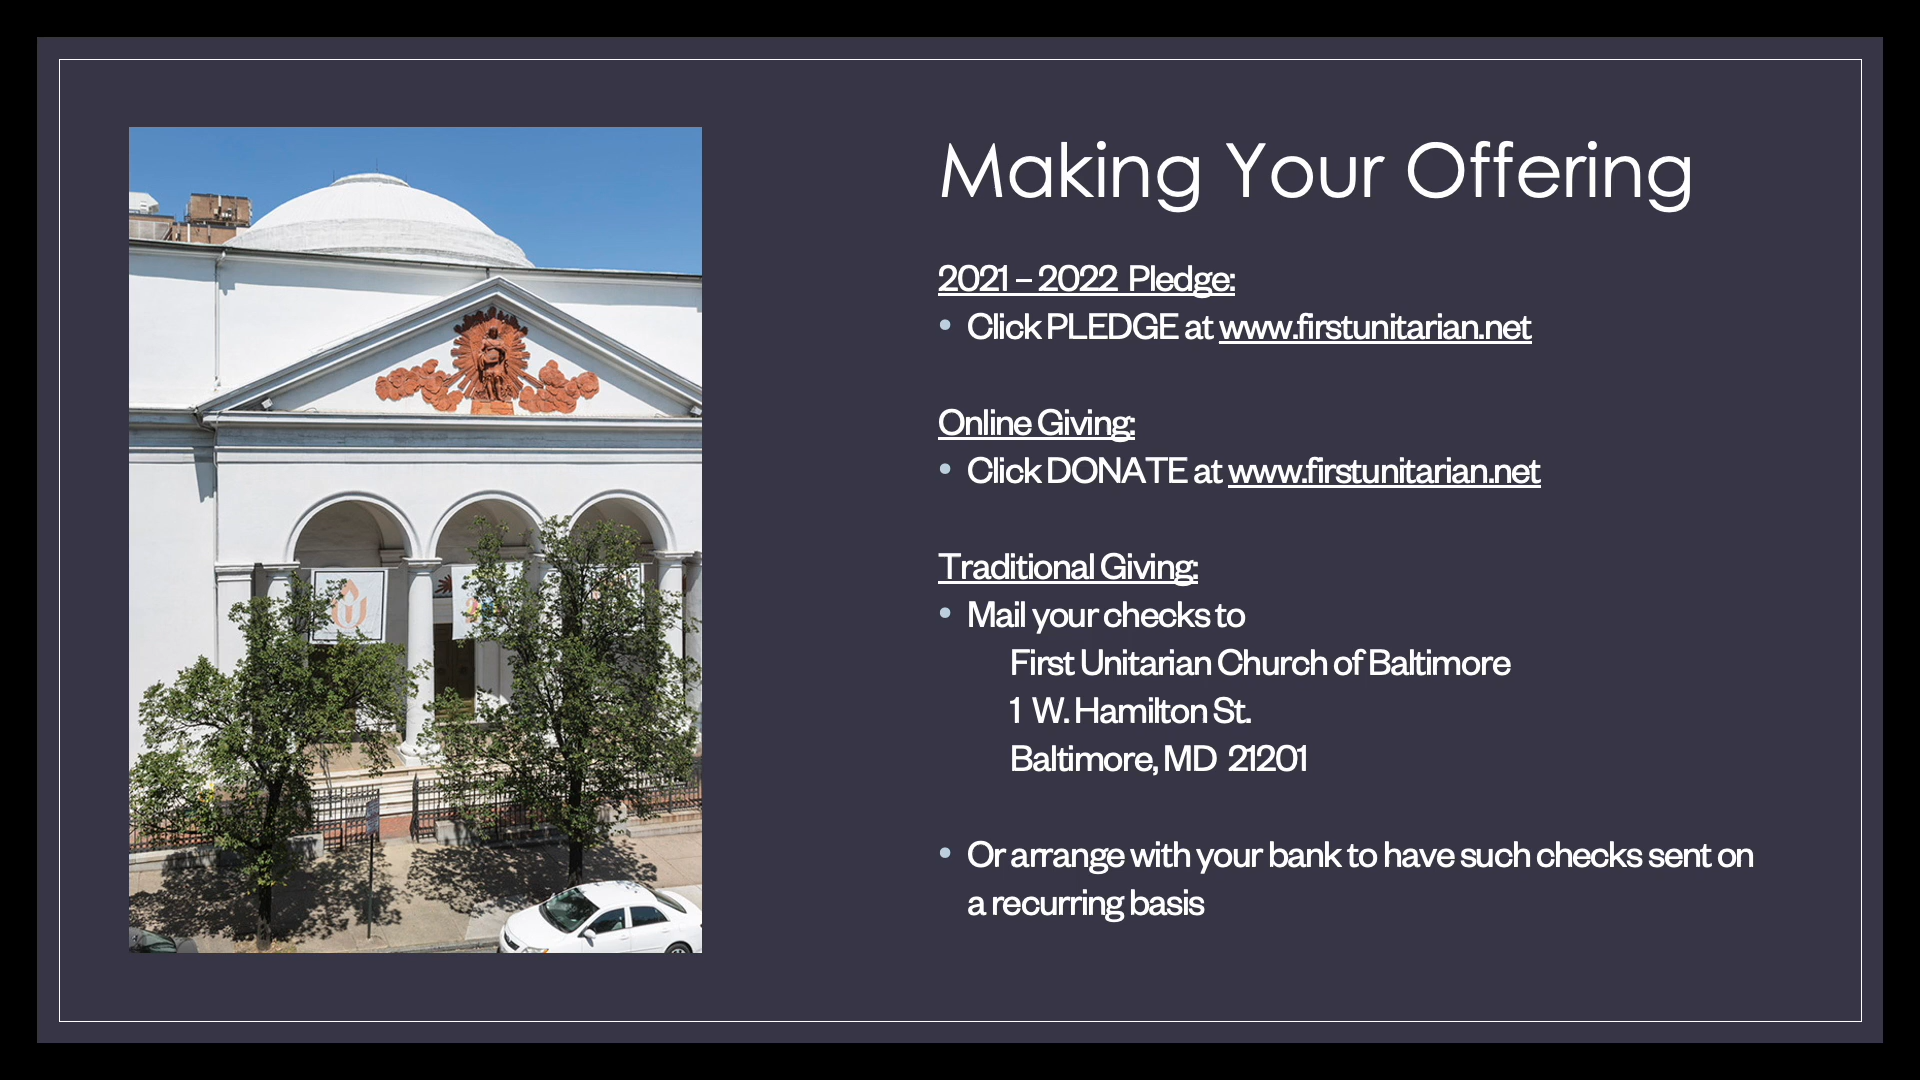 Making Your Offering
2021 – 2022 Pledge:
• Click PLEDGE at www.firstunitarian.net
Online Giving:
• Click DONATE at www.firstunitarian.net
Traditional Giving:
• Mail your checks to
First Unitarian Church of Baltimore
1 W. Hamilton St.
Baltimore, MD 21201
• Or arrange with your bank to have such checks sent on
a recurring basis